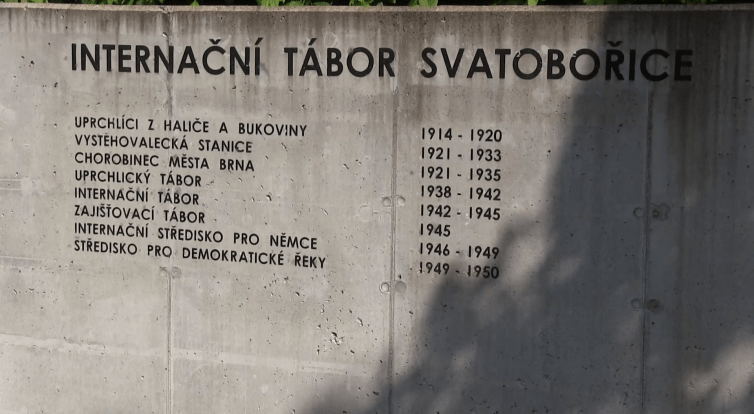 INTERNAČNÍ TÁBOR SVATOBOŘICE
UPRCHLÍCI Z HALIČE A BUKOVINY 1914 - 1920
VYSTĚHOVALECKÁ STANICE 1921 - 1933
CHOROBINEC MĚSTA BRNA 1921 - 1935
UPRCHLICKÝ TÁBOR 1938 - 1942
INTERNAČNÍ TÁBOR 1942 - 1945
ZAJIŠŤOVACÍ TÁBOR 1945
INTERNAČNÍ STŘEDISKO PRO NĚMCE 1946 - 1949
STŘEDISKO PRO DEMOKRATICKÉ ŘEKY 1949 - 1950